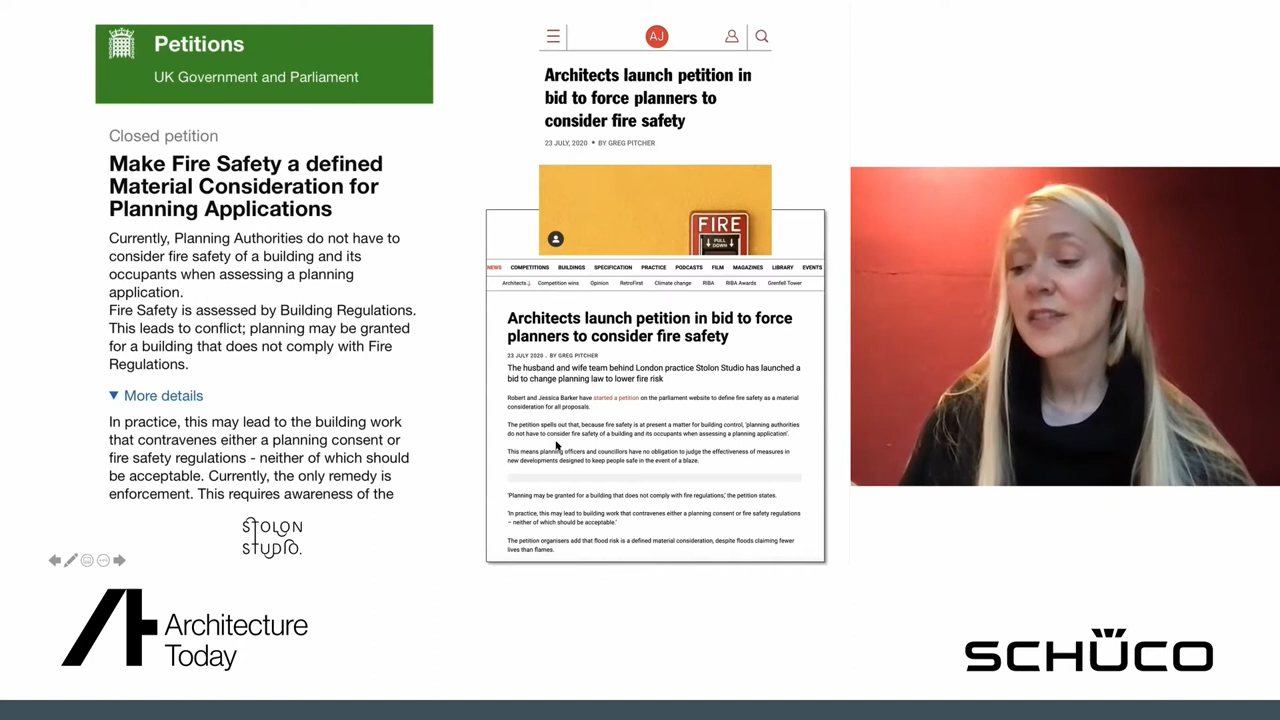 Petitions
UK Government and Parliament
Closed petition
Make Fire Safety a defined
Material Consideration for
Planning Applications
Currently, Planning Authorities do not have to
consider fire safety of a building and its
occupants when assessing a planning
application.
Fire Safety is assessed by Building Regulations.
This leads to conflict; planning may be granted
for a building that does not comply with Fire
Regulations.
▼ More details
In practice, this may lead to the building work
that contravenes either a planning consent or
fire safety regulations - neither of which should
be acceptable. Currently, the only remedy is
enforcement. This requires awareness of the
STOLON
STUDIO.
AJ
Architects launch petition in
bid to force planners to
consider fire safety
23 JULY, 2020 • BY GREG PITCHER
FIRE
PULL
DOWN
NEWS COMPETITIONS BUILDINGS SPECIFICATION PRACTICE PODCASTS FILM MAGAZINES LIBRARY EVENTS
Architects Competition wins Opinion RetroFirst Climate change RIBA RIBA Awards Grenfell Tower
Architects launch petition in bid to force
planners to consider fire safety
23 JULY 2020 . BY GREG PITCHER
The husband and wife team behind London practice Stolon Studio has launched a
bid to change planning law to lower fire risk
Robert and Jessica Barker have started a petition on the parliament website to define fire safety as a material
consideration for all proposals.
The petition spells out that, because fire safety is at present a matter for building control, 'planning authorities
do not have to consider fire safety of a building and its occupants when assessing a planning application'.
This means planning officers and councillors have no obligation to judge the effectiveness of measures in
new developments designed to keep people safe in the event of a blaze.
'Planning may be granted for a building that does not comply with fire regulations,' the petition states.
'In practice, this may lead to building work that contravenes either a planning consent or fire safety regulations
– neither of which should be acceptable.'
The petition organisers add that flood risk is a defined material consideration, despite floods claiming fewer
lives than flames.
Architecture
Today
SCHÜCO